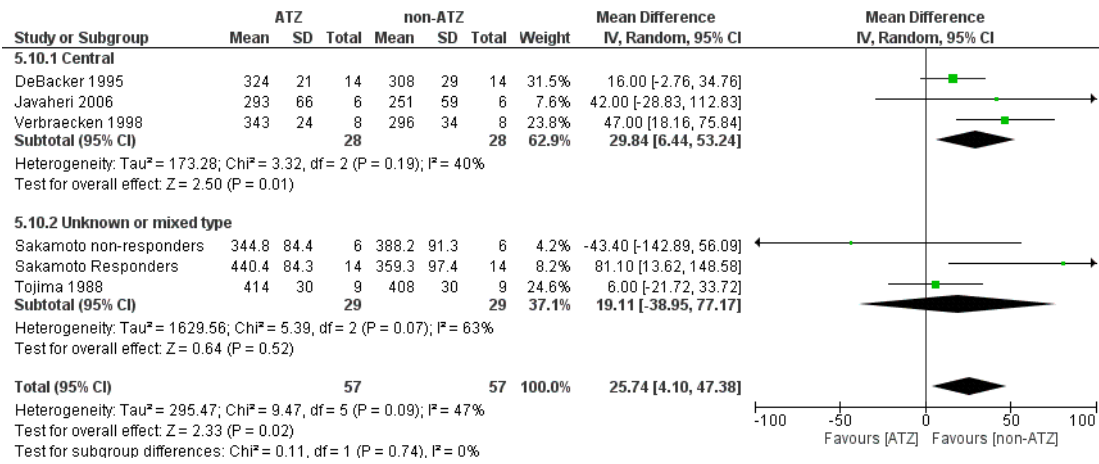 ATZ non-ATZ Mean Difference Mean Difference
Study or Subgroup Mean SD Total Mean SD Total Weight IV, Random, 95% CI IV, Random, 95% CI
5.10.1 Central
DeBacker 1995 324 21 14 308 29 14 31.5% 16.00 [-2.76, 34.76]
Javaheri 2006 293 66 6 251 59 6 7.6% 42.00 [-28.83, 112.83]
Verbraecken 1998 343 24 8 296 34 8 23.8% 47.00 [18.16, 75.84]
Subtotal (95% CI) 28 28 62.9% 29.84 [6.44, 53.24]
Heterogeneity: Tau² = 173.28; Chi² = 3.32, df = 2 (P = 0.19); I² = 40%
Test for overall effect: Z = 2.50 (P = 0.01)
5.10.2 Unknown or mixed type
Sakamoto non-responders 344.8 84.4 6 388.2 91.3 6 4.2% -43.40 [-142.89, 56.09]
Sakamoto Responders 440.4 84.3 14 359.3 97.4 14 8.2% 81.10 [13.62, 148.58]
Tojima 1988 414 30 9 408 30 9 24.6% 6.00 [-21.72, 33.72]
Subtotal (95% CI) 29 29 37.1% 19.11 [-38.95, 77.17]
Heterogeneity: Tau² = 1629.56; Chi² = 5.39, df = 2 (P = 0.07); I² = 63%
Test for overall effect: Z = 0.64 (P = 0.52)
Total (95% CI) 57 57 100.0% 25.74 [4.10, 47.38]
Heterogeneity: Tau² = 295.47; Chi² = 9.47, df = 5 (P = 0.09); I² = 47%
Test for overall effect: Z = 2.33 (P = 0.02)
Test for subgroup differences: Chi² = 0.11, df = 1 (P = 0.74), I² = 0%
-100 -50 0 50 100
Favours [ATZ] Favours [non-ATZ]